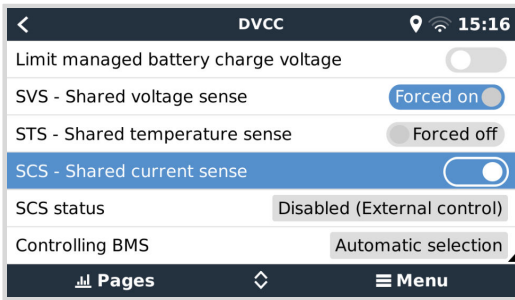 DVCC 15:16
Limit managed battery charge voltage
SVS - Shared voltage sense Forced on
STS - Shared temperature sense Forced off
SCS - Shared current sense
SCS status Disabled (External control)
Controlling BMS Automatic selection
Pages Menu